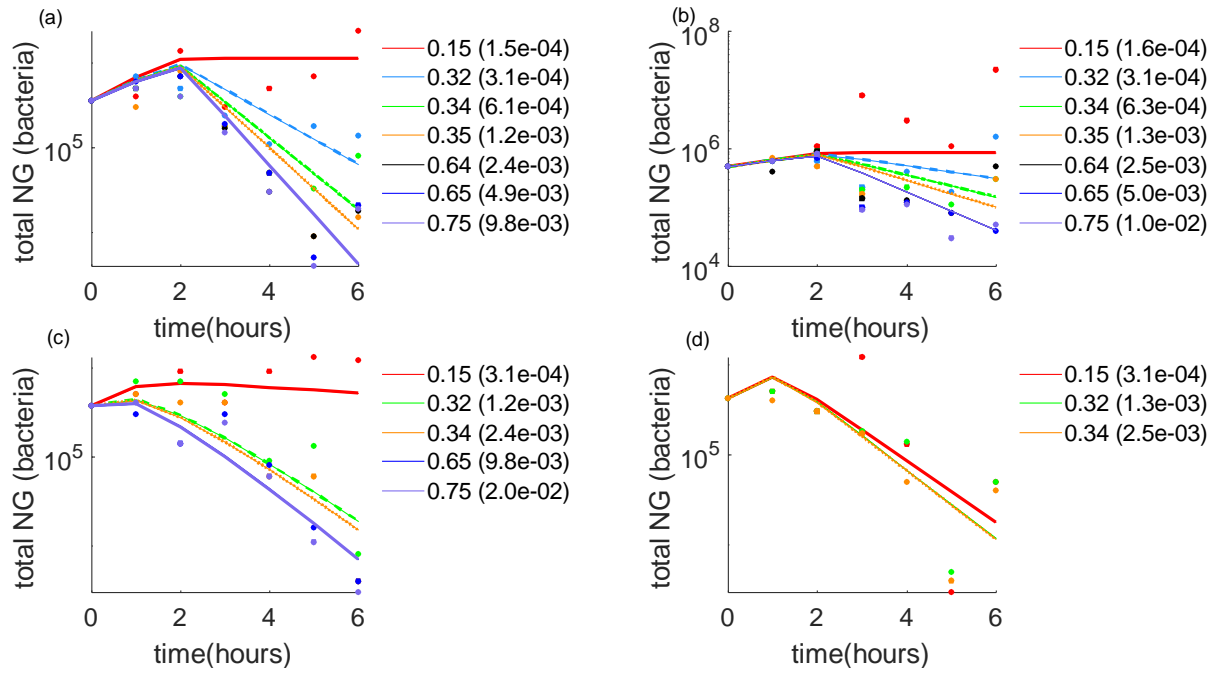 (a)
total NG (bacteria)
10^5
0 2 4 6
time(hours)
0.15 (1.5e-04)
0.32 (3.1e-04)
0.34 (6.1e-04)
0.35 (1.2e-03)
0.64 (2.4e-03)
0.65 (4.9e-03)
0.75 (9.8e-03)
(b)
total NG (bacteria)
10^8
10^6
10^4
0 2 4 6
time(hours)
0.15 (1.6e-04)
0.32 (3.1e-04)
0.34 (6.3e-04)
0.35 (1.3e-03)
0.64 (2.5e-03)
0.65 (5.0e-03)
0.75 (1.0e-02)
(c)
total NG (bacteria)
10^5
0 2 4 6
time(hours)
0.15 (3.1e-04)
0.32 (1.2e-03)
0.34 (2.4e-03)
0.65 (9.8e-03)
0.75 (2.0e-02)
(d)
total NG (bacteria)
10^5
0 2 4 6
time(hours)
0.15 (3.1e-04)
0.32 (1.3e-03)
0.34 (2.5e-03)